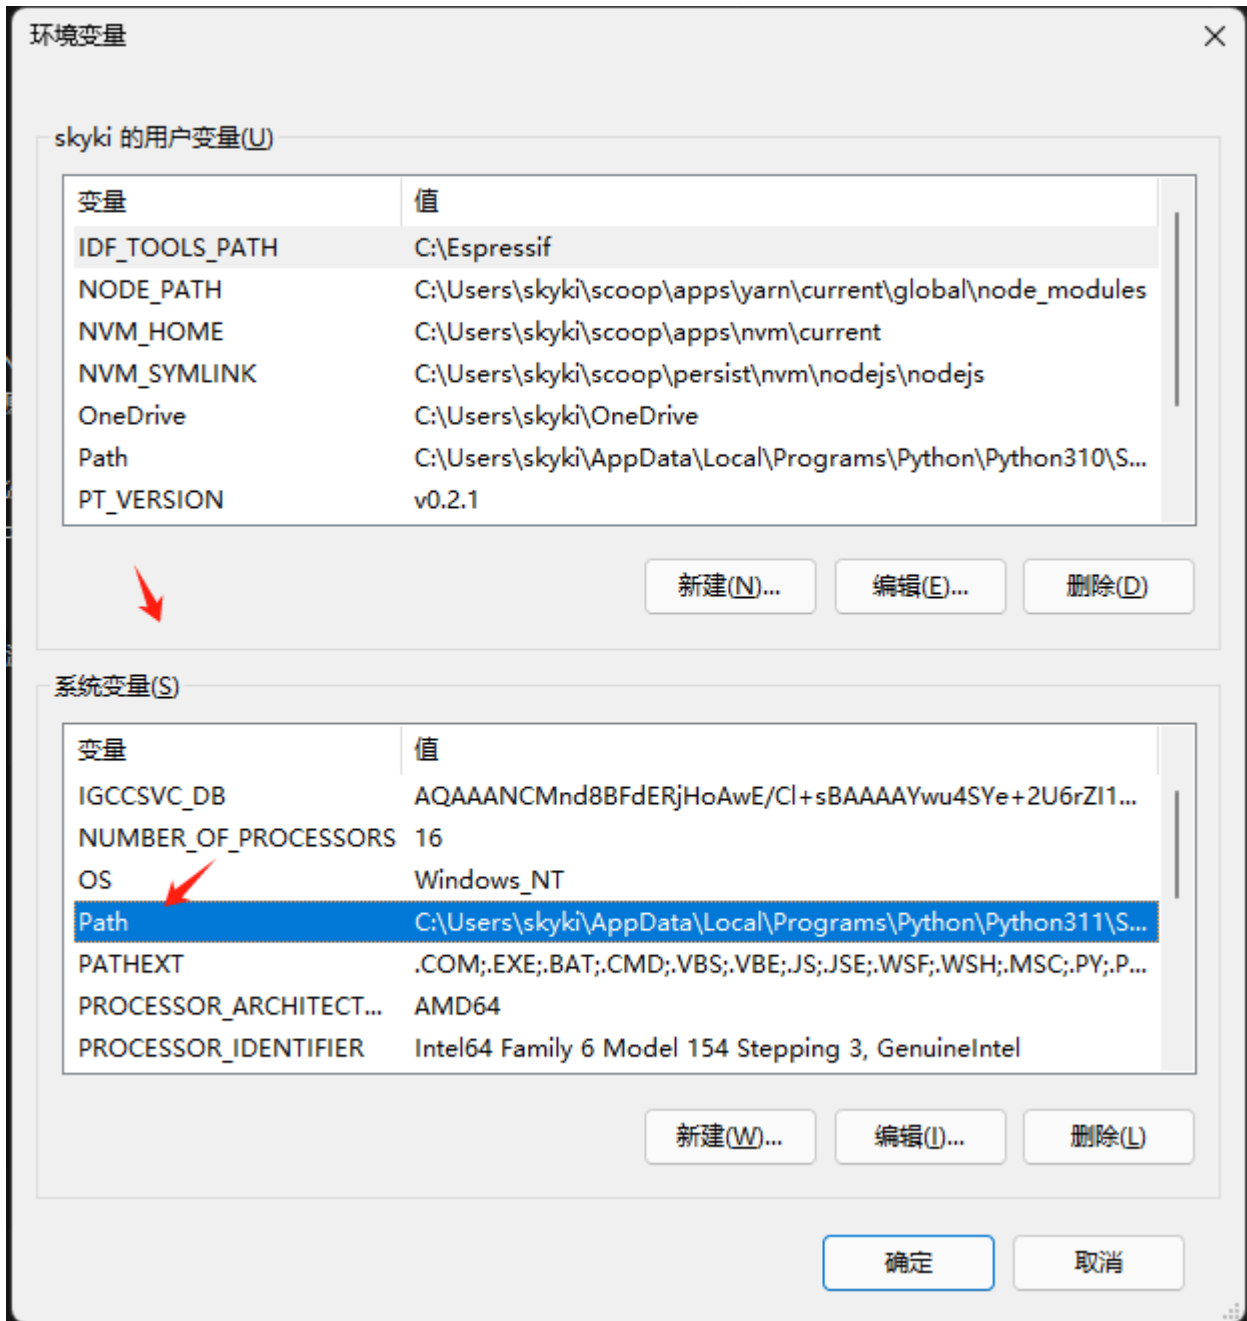 环境变量
skyki 的用户变量(U)
变量 值
IDF_TOOLS_PATH C:\Espressif
NODE_PATH C:\Users\skyki\scoop\apps\yarn\current\global\node_modules
NVM_HOME C:\Users\skyki\scoop\apps\nvm\current
NVM_SYMLINK C:\Users\skyki\scoop\persist\nvm\nodejs\nodejs
OneDrive C:\Users\skyki\OneDrive
Path C:\Users\skyki\AppData\Local\Programs\Python\Python310\S...
PT_VERSION v0.2.1
新建(N)... 编辑(E)... 删除(D)
系统变量(S)
变量 值
IGCCSVC_DB AQAAANCMnd8BFdERjHoAwE/Cl+sBAAAAYwu4SYe+2U6rZI1...
NUMBER_OF_PROCESSORS 16
OS Windows_NT
Path C:\Users\skyki\AppData\Local\Programs\Python\Python311\S...
PATHEXT .COM;.EXE;.BAT;.CMD;.VBS;.VBE;.JS;.JSE;.WSF;.WSH;.MSC;.PY;.P...
PROCESSOR_ARCHITECT... AMD64
PROCESSOR_IDENTIFIER Intel64 Family 6 Model 154 Stepping 3, GenuineIntel
新建(W)... 编辑(I)... 删除(L)
确定 取消